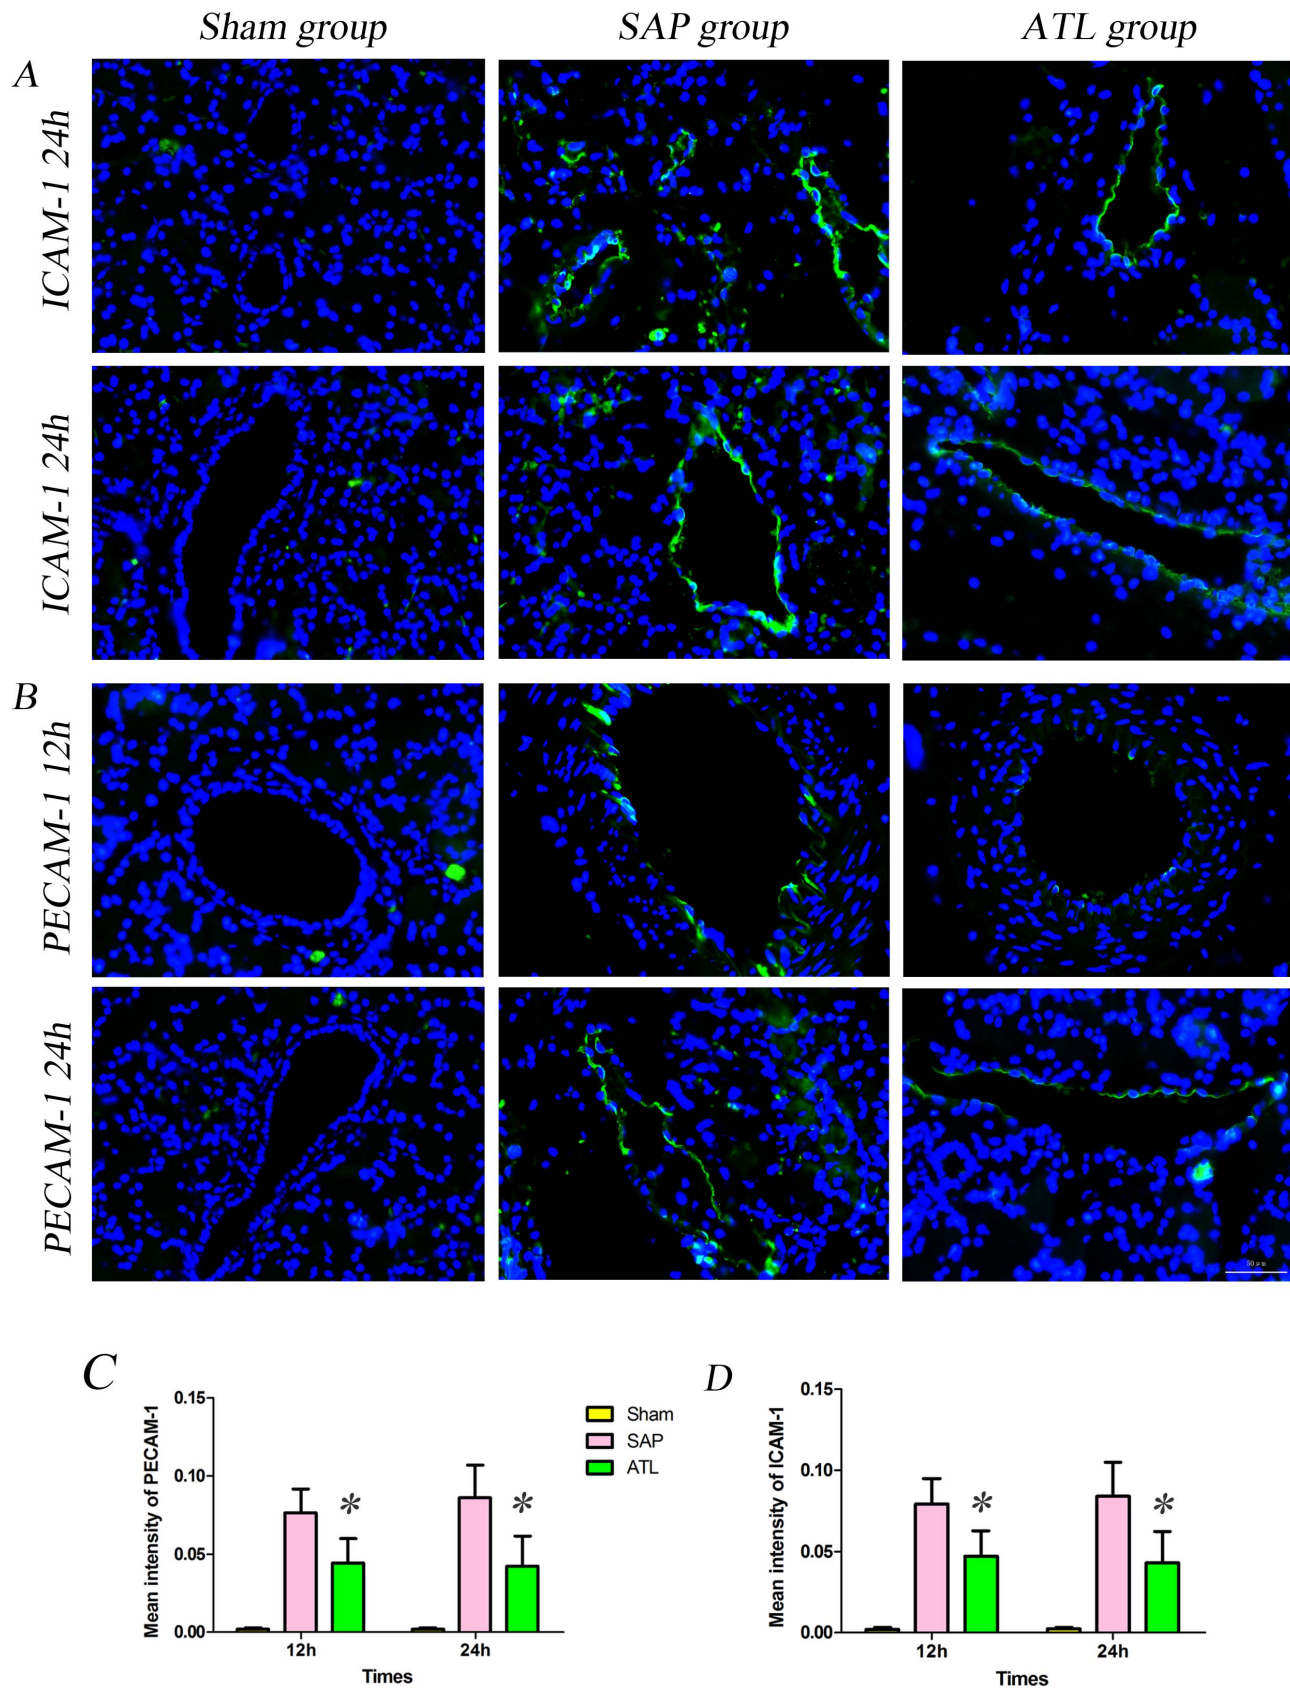 Sham group SAP group ATL group
A
ICAM-1 24h
ICAM-1 24h
B
PECAM-1 12h
PECAM-1 24h
50μm
C
Mean intensity of PECAM-1
0.15
0.10
0.05
0.00
*
*
12h 24h
Times
Sham
SAP
ATL
D
Mean intensity of ICAM-1
0.15
0.10
0.05
0.00
*
*
12h 24h
Times